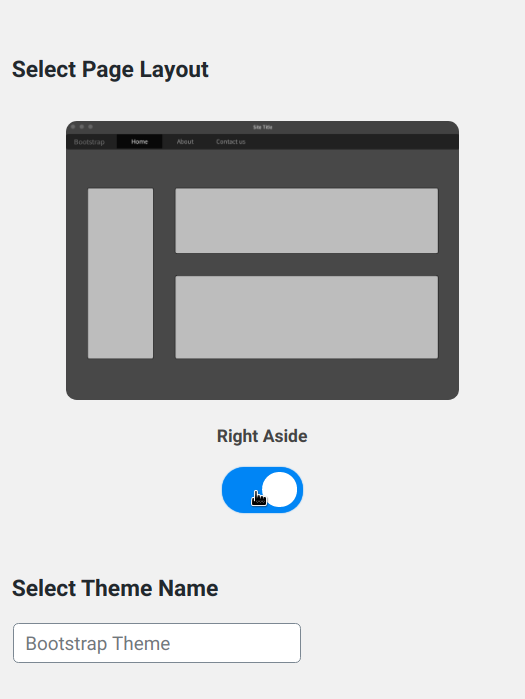 Select Page Layout
Site Title
Bootstrap Home About Contact us
Right Aside
Select Theme Name
Bootstrap Theme